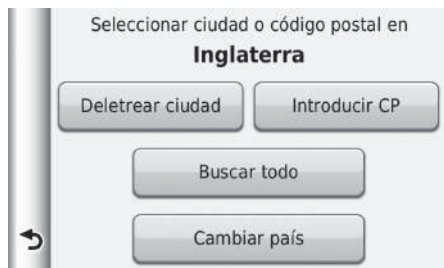 Seleccionar ciudad o código postal en
Inglaterra
Deletrear ciudad
Introducir CP
Buscar todo
Cambiar país